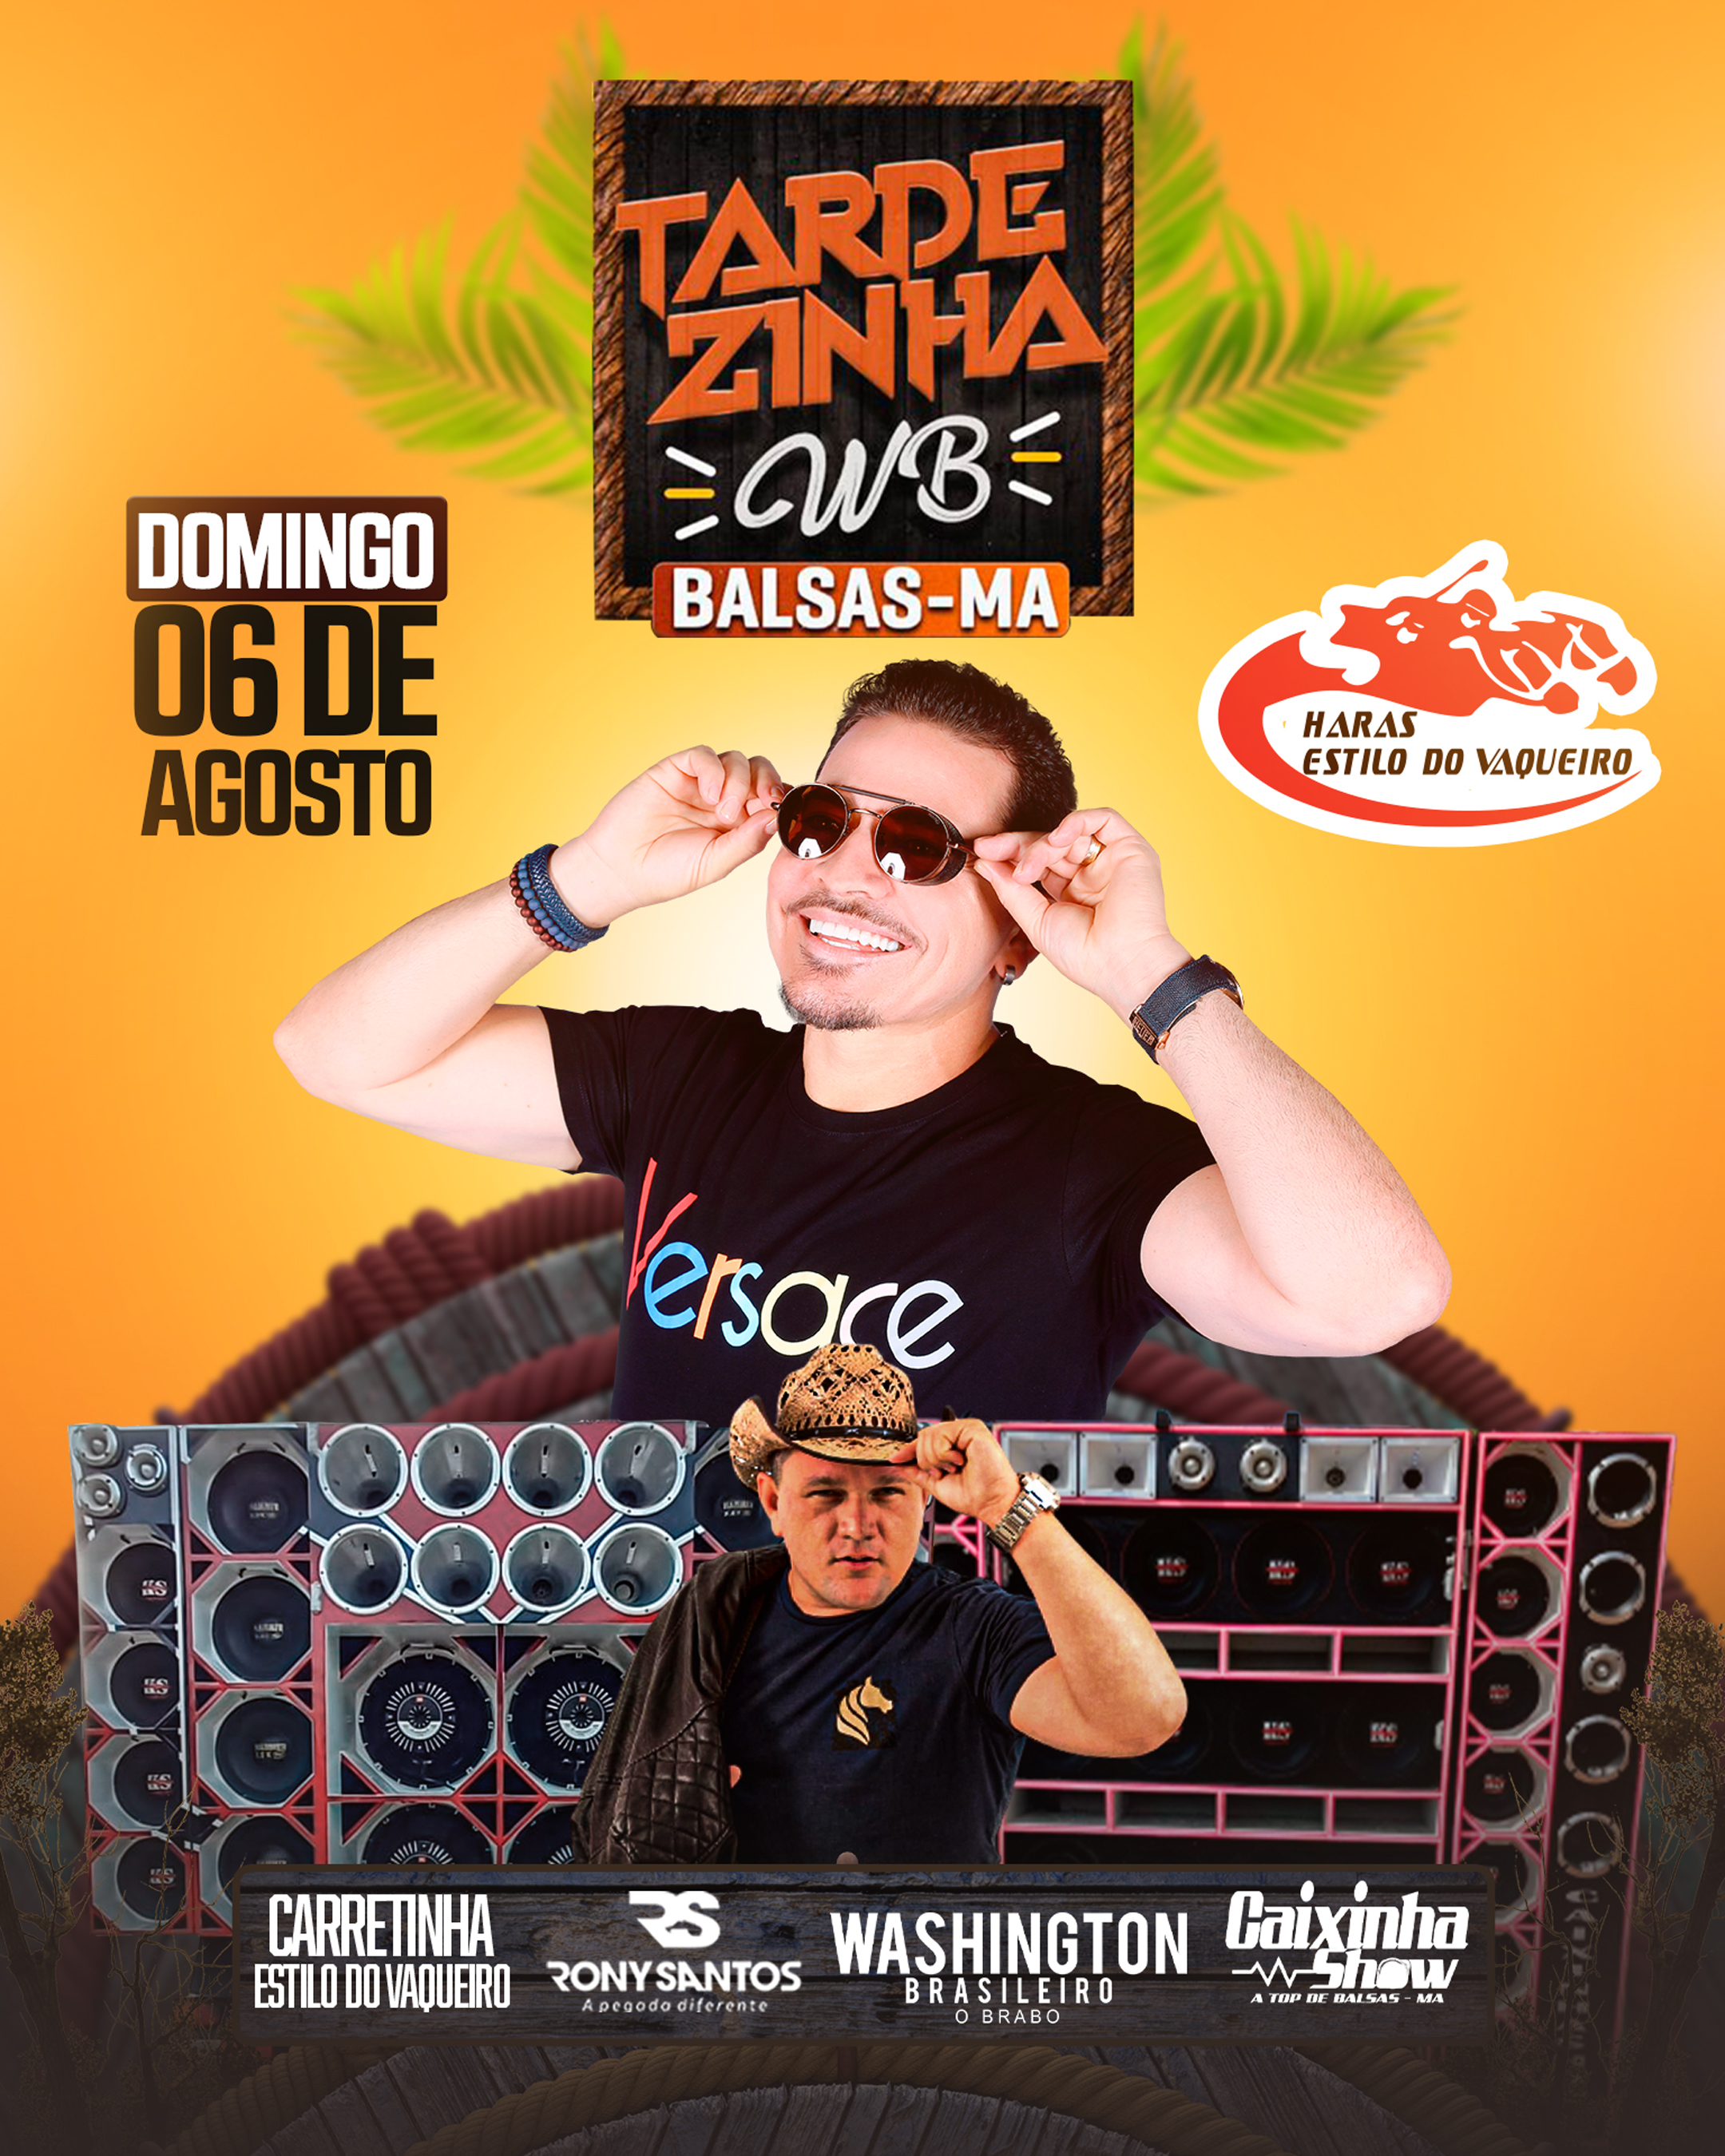 TARDE
ZINHA
WB
BALSAS-MA
DOMINGO
06 DE
AGOSTO
HARAS
ESTILO DO VAQUEIRO
Versace
CARRETINHA
ESTILO DO VAQUEIRO
RS
RONY SANTOS
A pegada diferente
WASHINGTON
BRASILEIRO
O BRABO
Caixinha
Show
A TOP DE BALSAS - MA